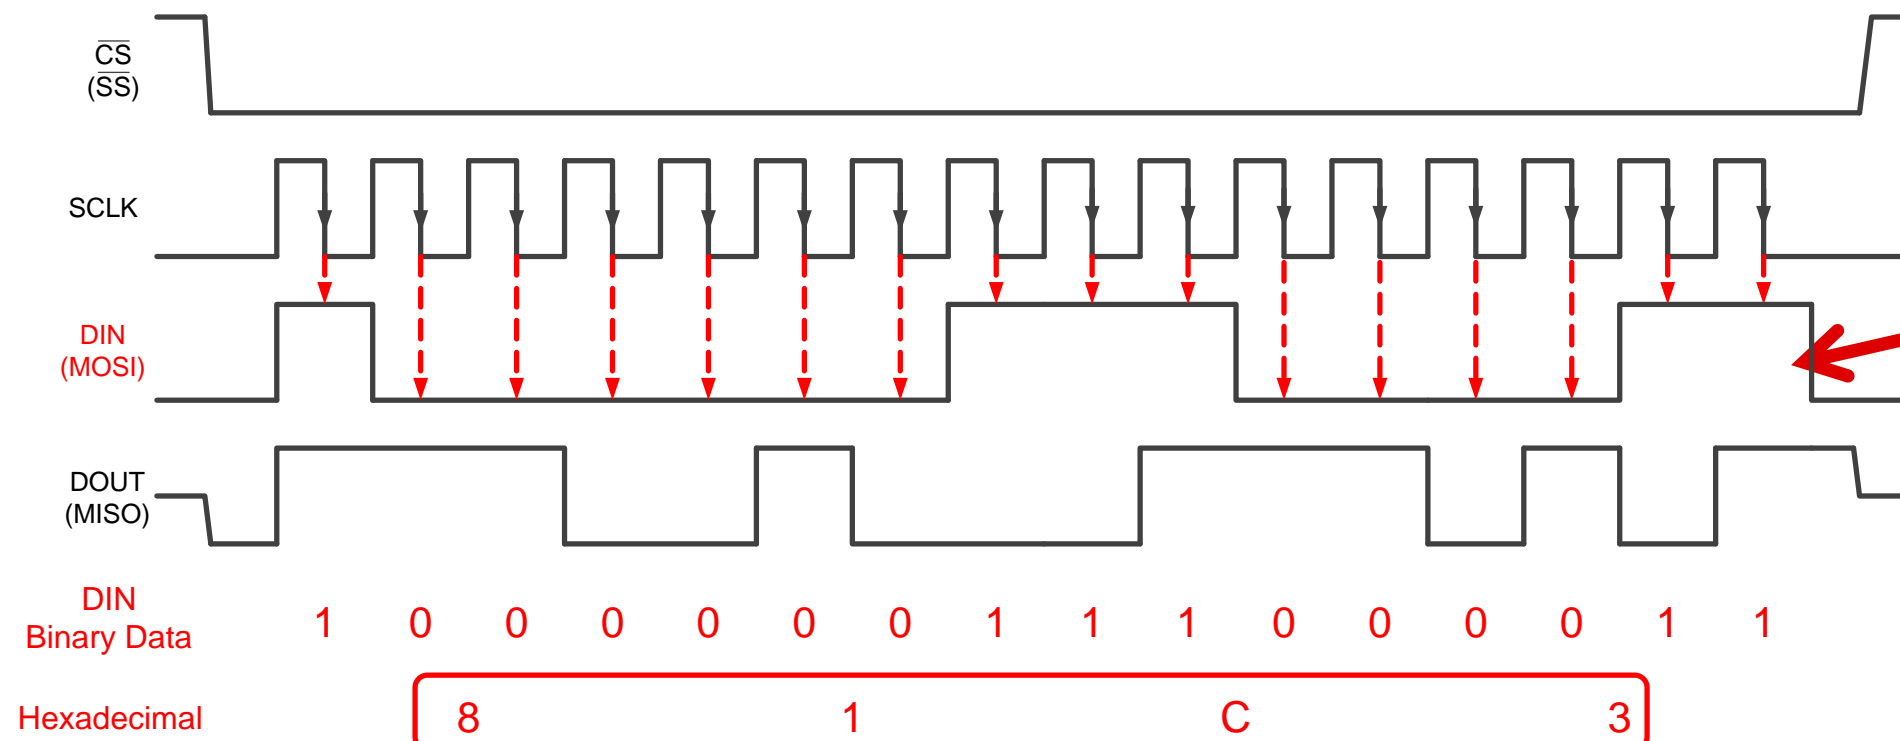 CS
(SS)
SCLK
DIN
(MOSI)
DOUT
(MISO)
DIN
Binary Data
1 0 0 0 0 0 0 1 1 1 0 0 0 0 1 1
Hexadecimal
8 1 C 3